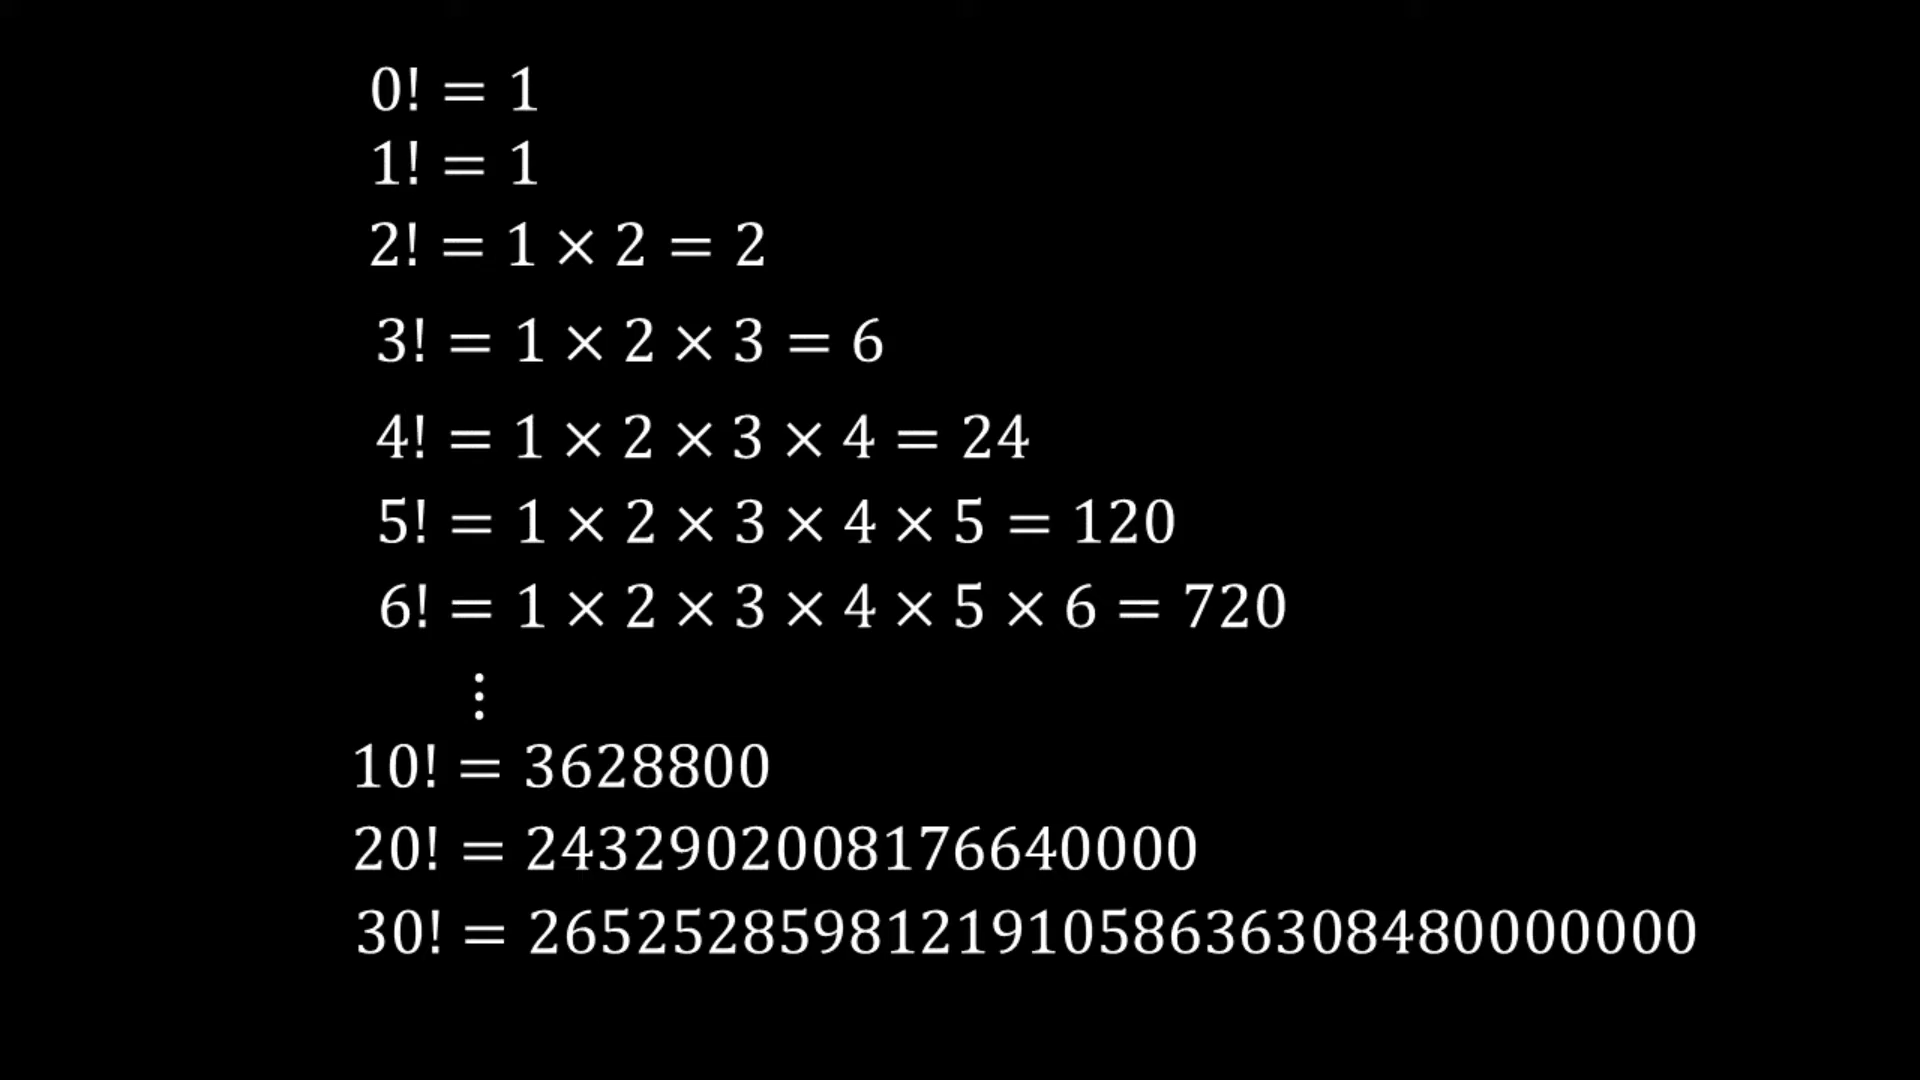 0! = 1
1! = 1
2! = 1 × 2 = 2
3! = 1 × 2 × 3 = 6
4! = 1 × 2 × 3 × 4 = 24
5! = 1 × 2 × 3 × 4 × 5 = 120
6! = 1 × 2 × 3 × 4 × 5 × 6 = 720
⋮
10! = 3628800
20! = 2432902008176640000
30! = 265252859812191058636308480000000